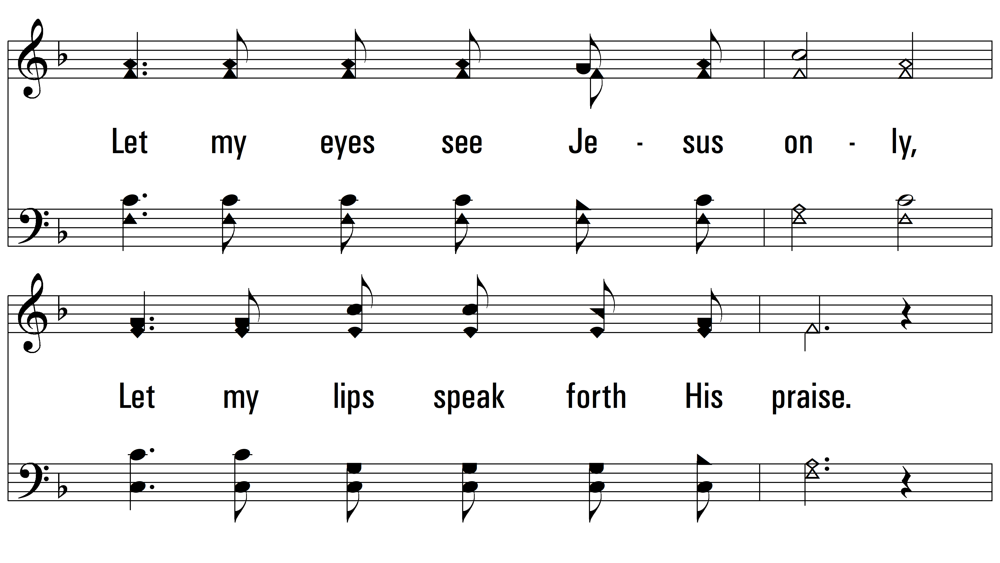 Let my eyes see Je - sus on - ly,
Let my lips speak forth His praise.